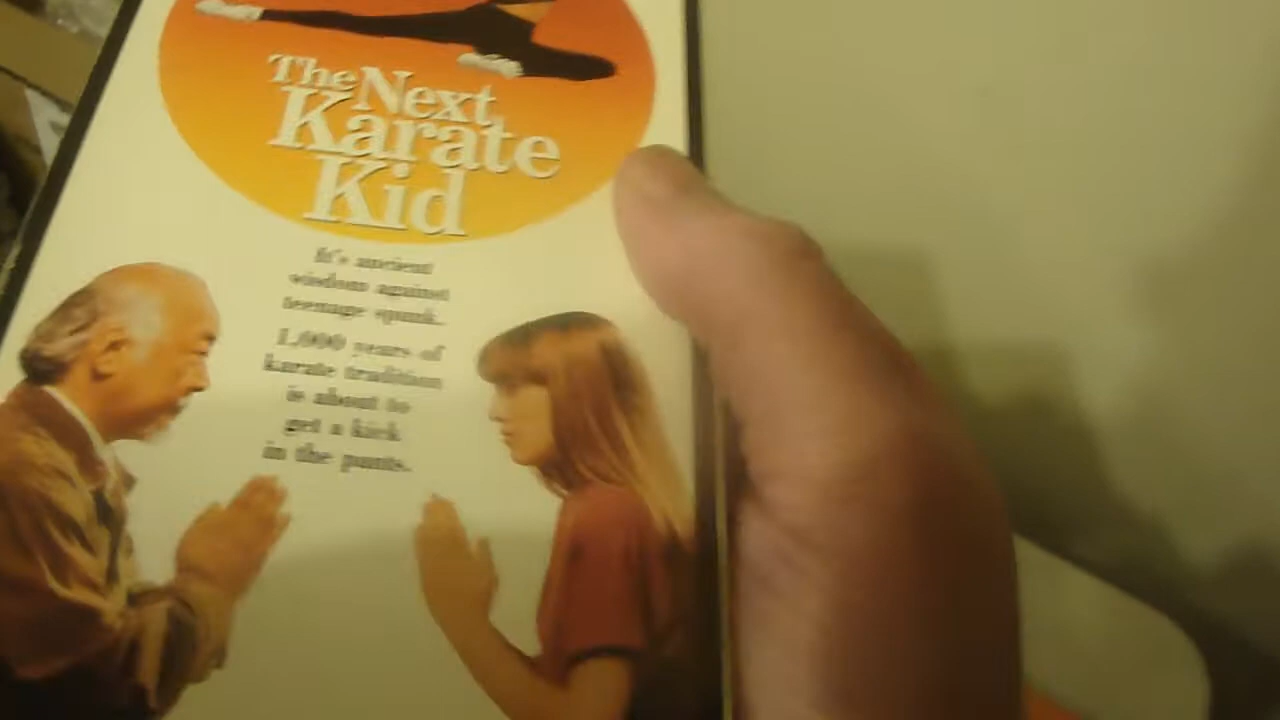 The Next
Karate
Kid
It's ancient
wisdom against
teenage spunk.
1,000 years of
karate tradition
is about to
get a kick
in the pants.